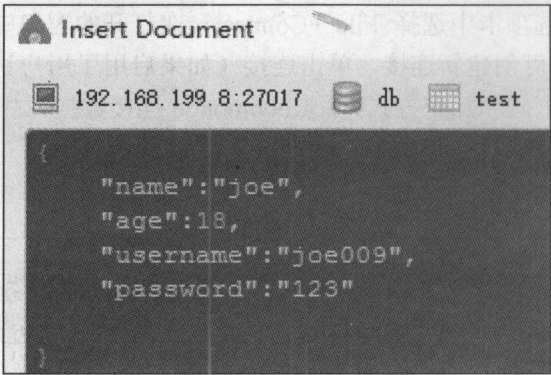 Insert Document
192.168.199.8:27017 db test
{
"name":"joe",
"age":18,
"username":"joe009",
"password":"123"
}